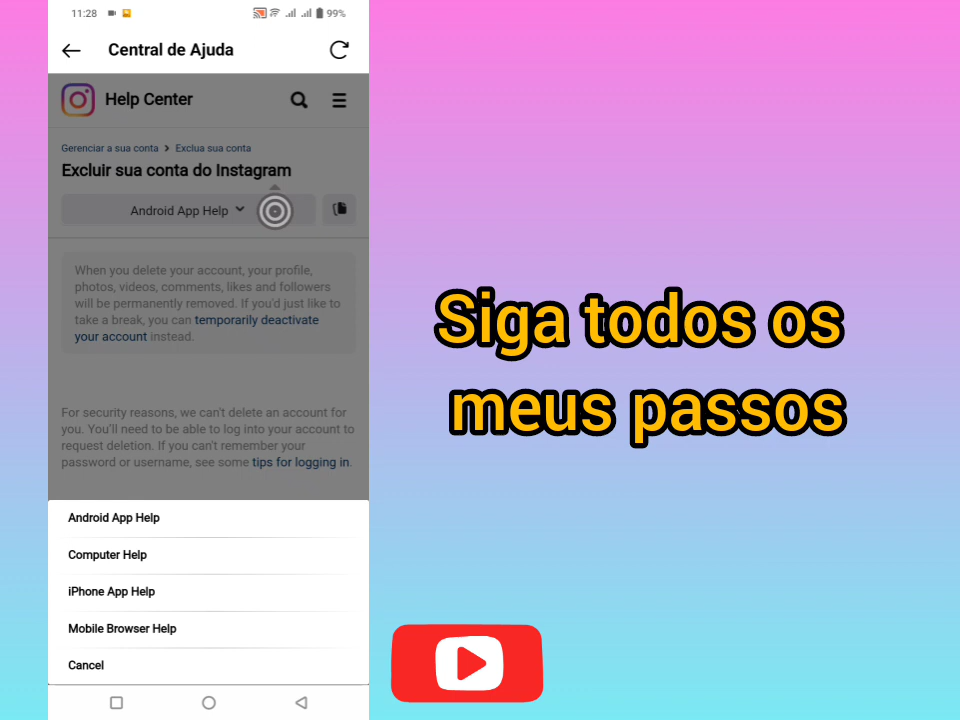 11:28
99%
Central de Ajuda
Help Center
Gerenciar a sua conta > Exclua sua conta
Excluir sua conta do Instagram
Android App Help
When you delete your account, your profile,
photos, videos, comments, likes and followers
will be permanently removed. If you'd just like to
take a break, you can temporarily deactivate
your account instead.
For security reasons, we can't delete an account for
you. You'll need to be able to log into your account to
request deletion. If you can't remember your
password or username, see some tips for logging in.
Android App Help
Computer Help
iPhone App Help
Mobile Browser Help
Cancel
Siga todos os
meus passos